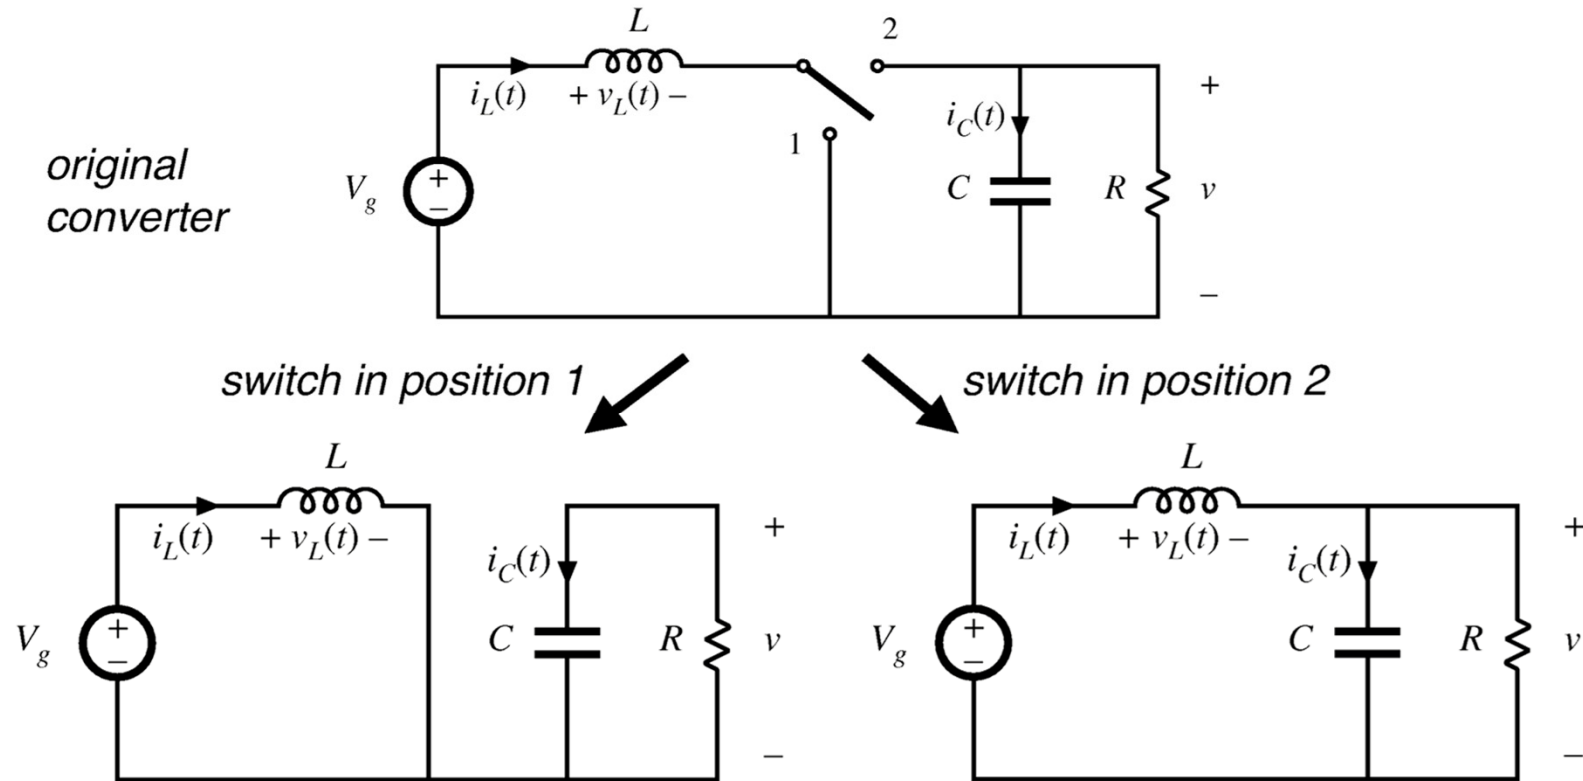 L
2
i_L(t)
+ v_L(t) –
+
i_C(t)
1
original
converter
V_g
+
–
C
R
v
–
switch in position 1
switch in position 2
L
i_L(t)
+ v_L(t) –
+
i_C(t)
V_g
+
–
C
R
v
–
L
i_L(t)
+ v_L(t) –
+
i_C(t)
V_g
+
–
C
R
v
–